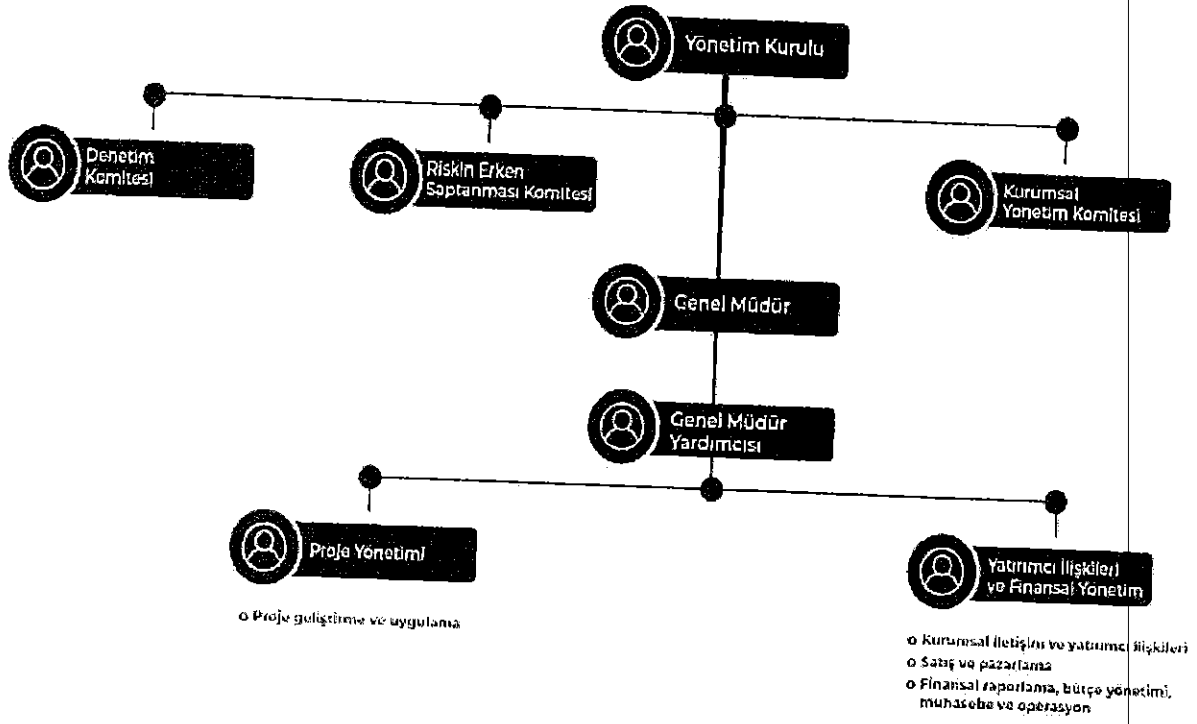 Yönetim Kurulu
Denetim
Komitesi
Riskin Erken
Saptanması Komitesi
Kurumsal
Yönetim Komitesi
Genel Müdür
Genel Müdür
Yardımcısı
Proje Yönetimi
o Proje geliştirme ve uygulama
Yatırımcı İlişkileri
ve Finansal Yönetim
o Kurumsal iletişim ve yatırımcı ilişkileri
o Satış ve pazarlama
o Finansal raporlama, bütçe yönetimi,
muhasebe ve operasyon